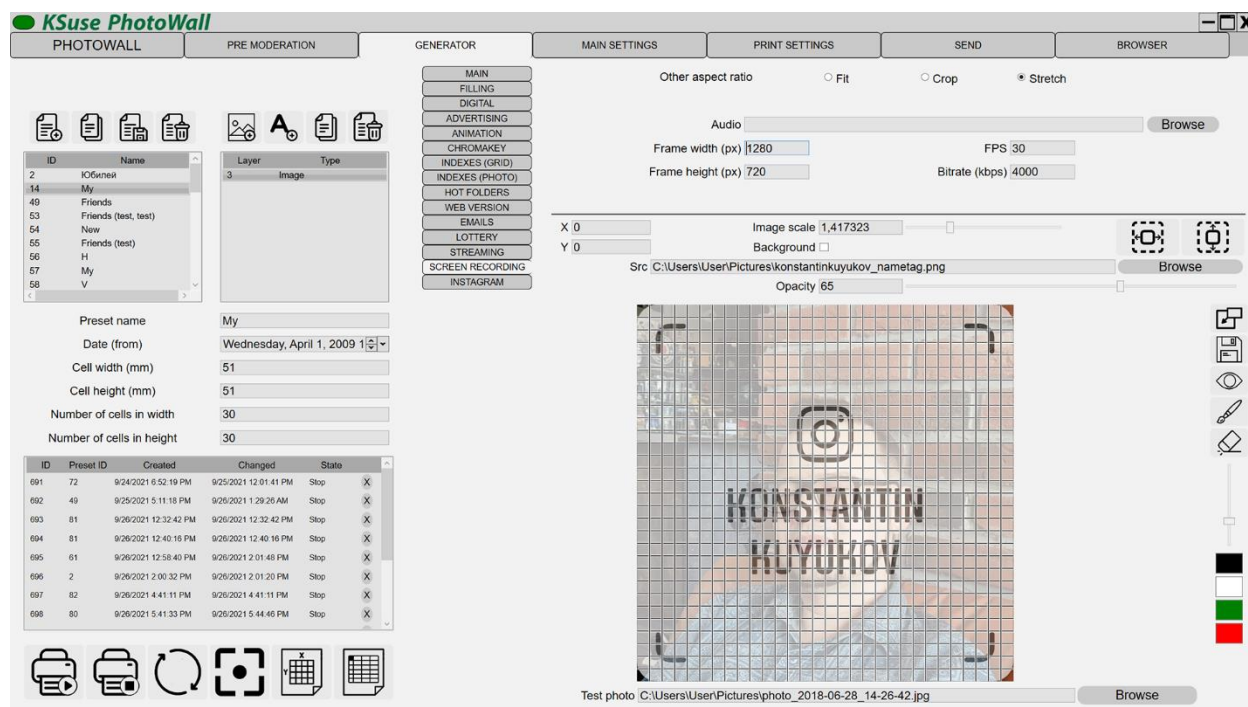 KSuse PhotoWall
PHOTOWALL PRE MODERATION GENERATOR MAIN SETTINGS PRINT SETTINGS SEND BROWSER
MAIN
FILLING
DIGITAL
ADVERTISING
ANIMATION
CHROMAKEY
INDEXES (GRID)
INDEXES (PHOTO)
HOT FOLDERS
WEB VERSION
EMAILS
LOTTERY
STREAMING
SCREEN RECORDING
INSTAGRAM
ID Name
2 Юбилей
14 My
49 Friends
53 Friends (test, test)
54 New
55 Friends (test)
56 H
57 My
58 V
Layer Type
3 Image
Preset name My
Date (from) Wednesday, April 1, 2009 1
Cell width (mm) 51
Cell height (mm) 51
Number of cells in width 30
Number of cells in height 30
ID Preset ID Created Changed State
691 72 9/24/2021 6:52:19 PM 9/25/2021 12:01:41 PM Stop X
692 49 9/25/2021 5:11:18 PM 9/26/2021 1:29:26 AM Stop X
693 81 9/26/2021 12:32:42 PM 9/26/2021 12:32:42 PM Stop X
694 81 9/26/2021 12:40:16 PM 9/26/2021 12:40:16 PM Stop X
695 61 9/26/2021 12:58:40 PM 9/26/2021 2:01:48 PM Stop X
696 2 9/26/2021 2:00:32 PM 9/26/2021 2:01:20 PM Stop X
697 82 9/26/2021 4:41:11 PM 9/26/2021 4:41:11 PM Stop X
698 80 9/26/2021 5:41:33 PM 9/26/2021 5:44:46 PM Stop X
Other aspect ratio Fit Crop Stretch
Audio Browse
Frame width (px) 1280 FPS 30
Frame height (px) 720 Bitrate (kbps) 4000
X 0 Image scale 1,417323
Y 0 Background
Src C:\Users\User\Pictures\konstantinkuyukov_nametag.png Browse
Opacity 65
KONSTANTIN
KUYUKOV
Test photo C:\Users\User\Pictures\photo_2018-06-28_14-26-42.jpg Browse